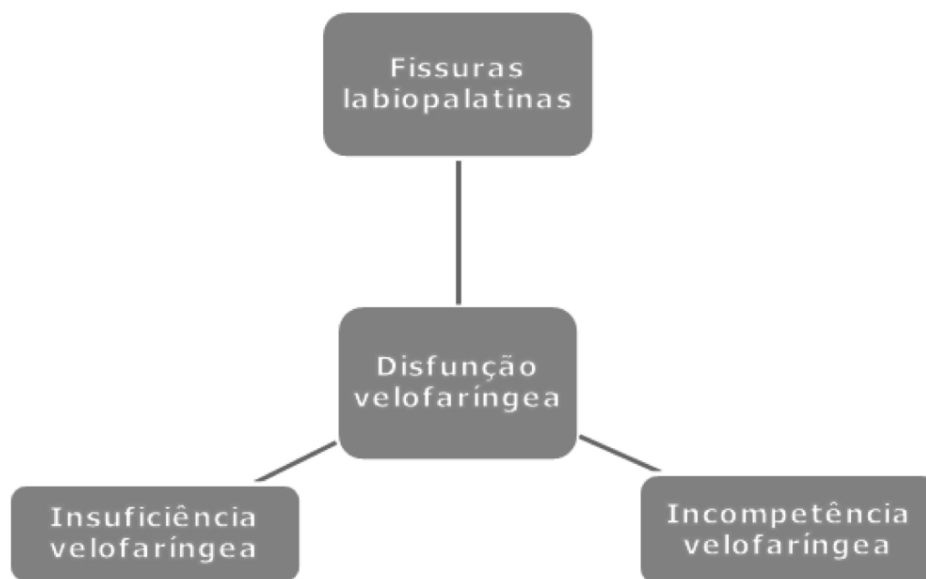 Fissuras
labiopalatinas
Disfunção
velofaríngea
Insuficiência
velofaríngea
Incompetência
velofaríngea